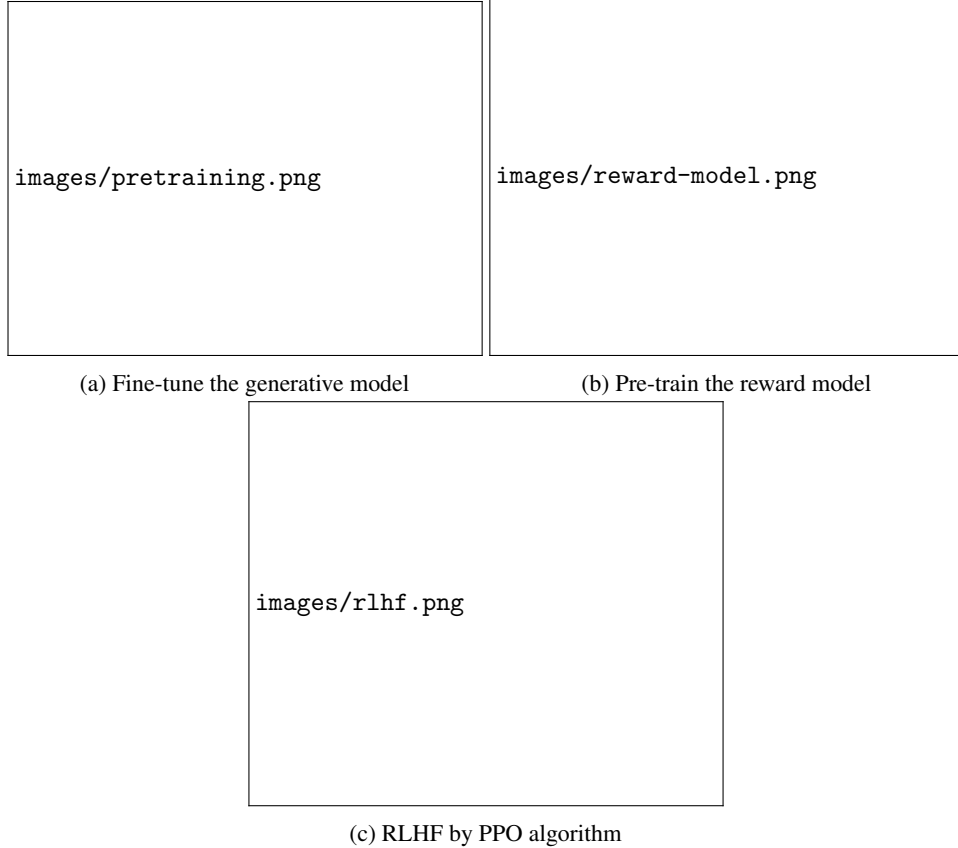 images/pretraining.png
images/reward-model.png
(a) Fine-tune the generative model
(b) Pre-train the reward model
images/rlhf.png
(c) RLHF by PPO algorithm